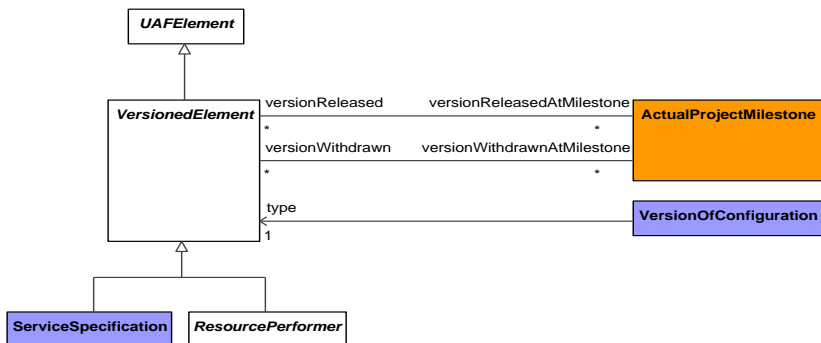 UAFElement
VersionedElement
versionReleased versionReleasedAtMilestone
* *
ActualProjectMilestone
versionWithdrawn versionWithdrawnAtMilestone
* *
type
1
VersionOfConfiguration
ServiceSpecification
ResourcePerformer